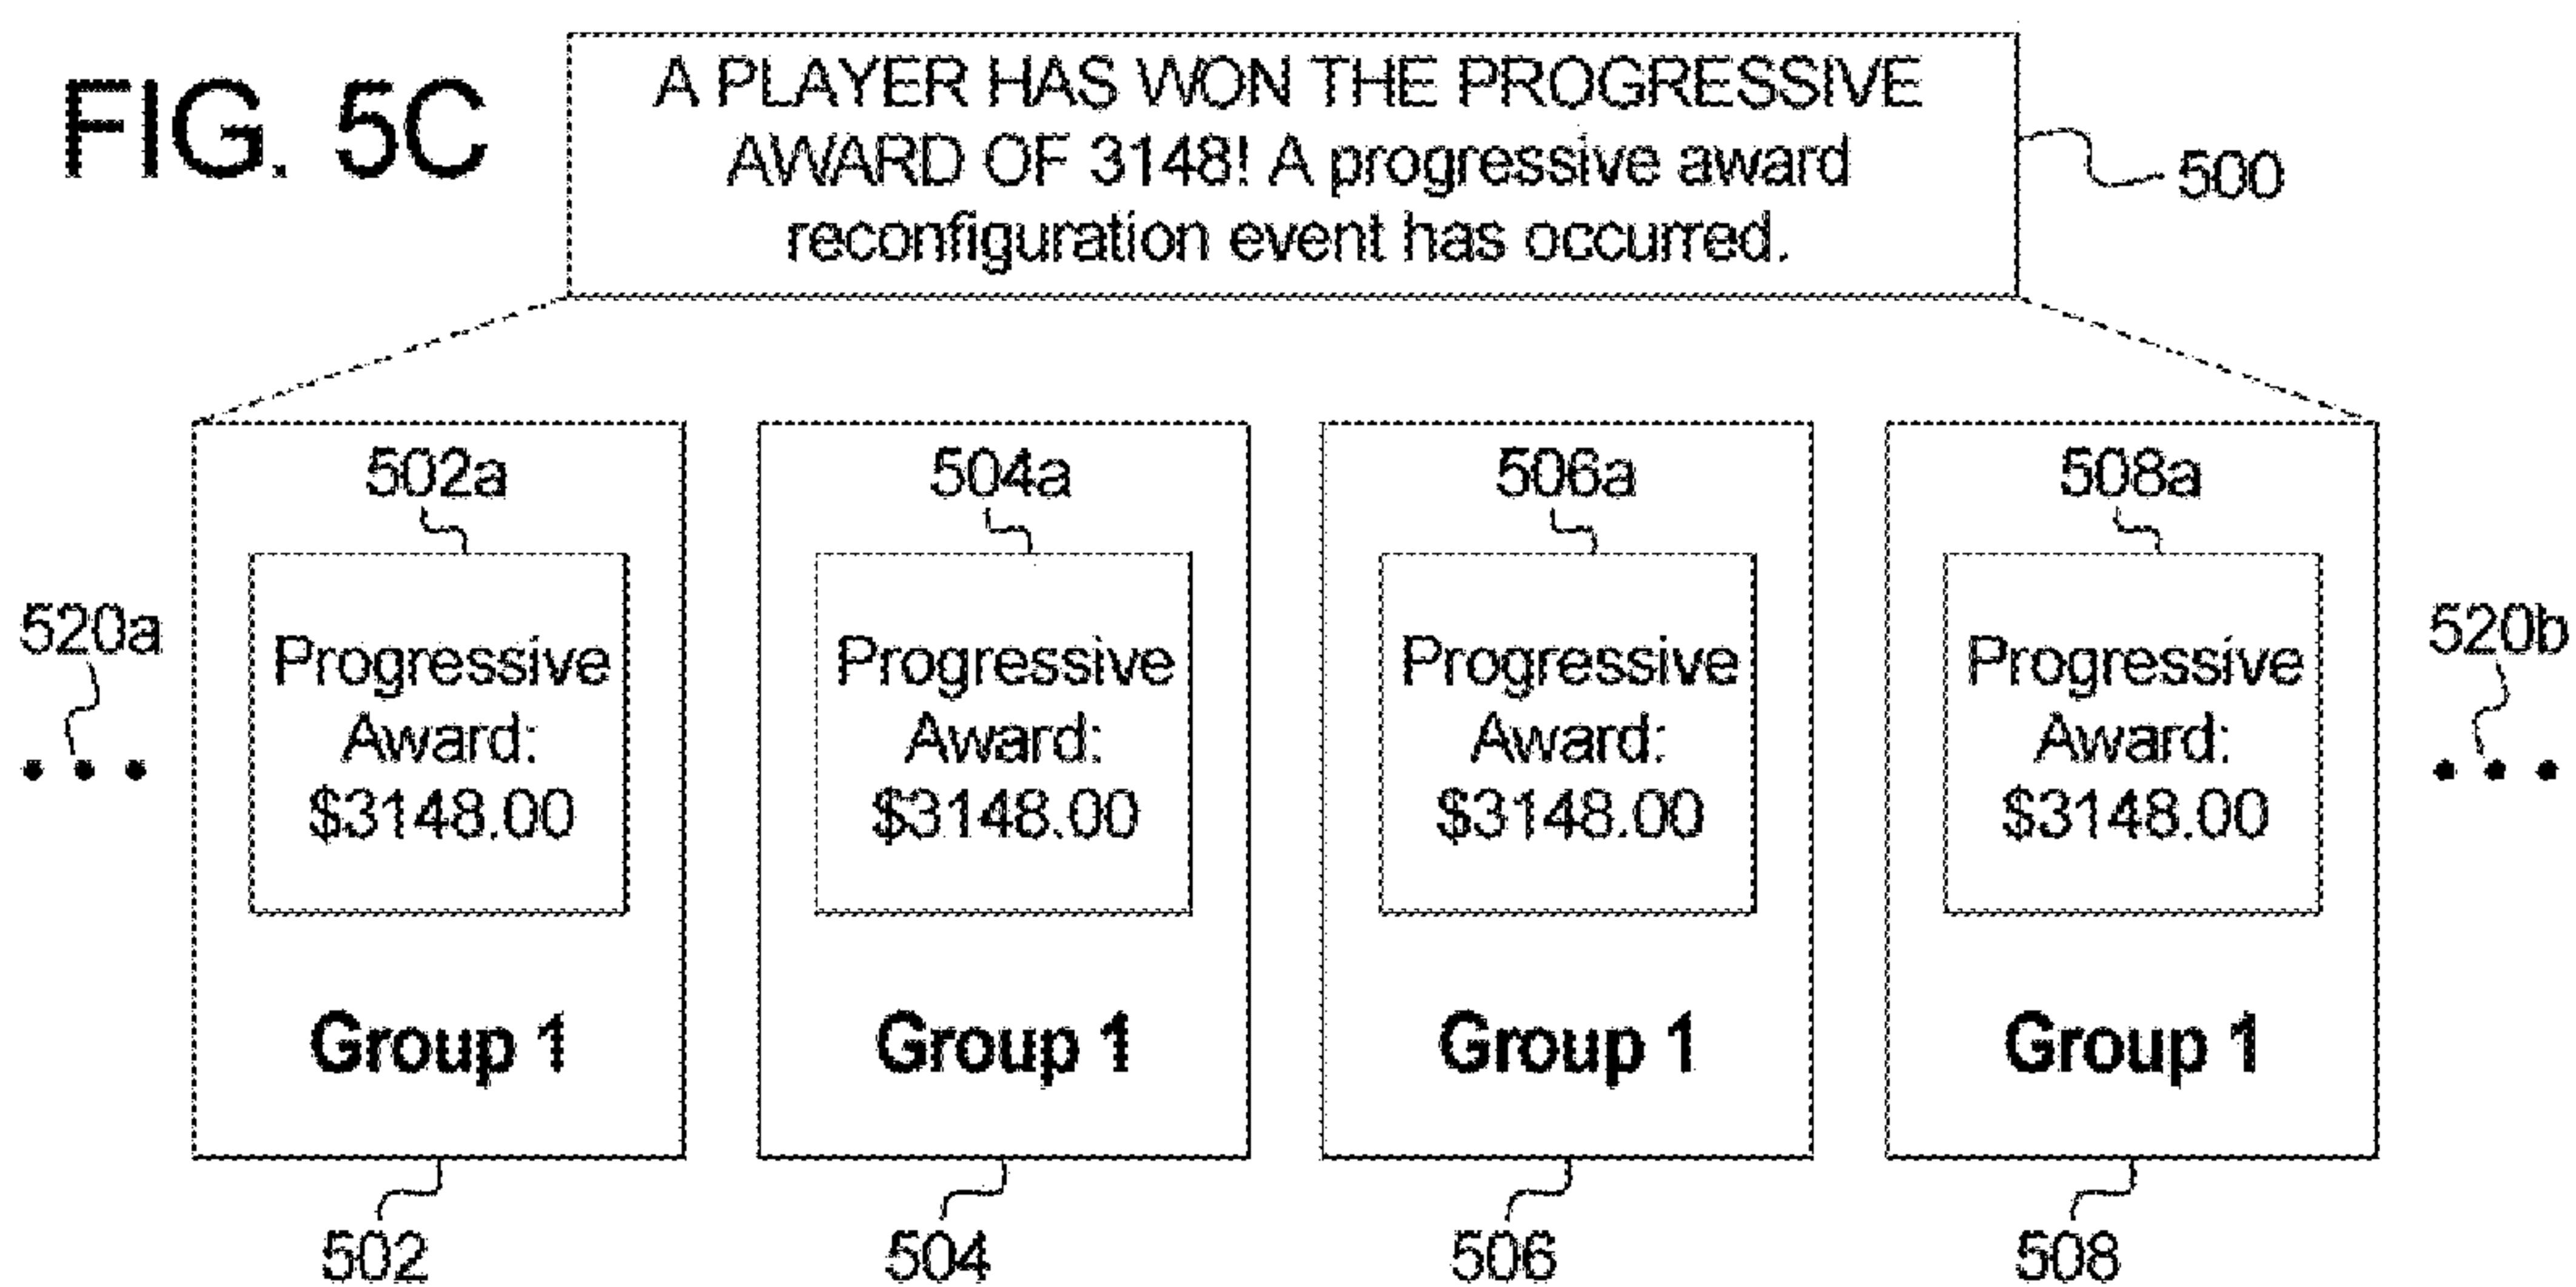 FIG. 5C
A PLAYER HAS WON THE PROGRESSIVE
AWARD OF 3148! A progressive award
reconfiguration event has occurred.
500
502a
504a
506a
508a
520a
520b
Progressive
Award:
$3148.00
Progressive
Award:
$3148.00
Progressive
Award:
$3148.00
Progressive
Award:
$3148.00
Group 1
Group 1
Group 1
Group 1
502
504
506
508